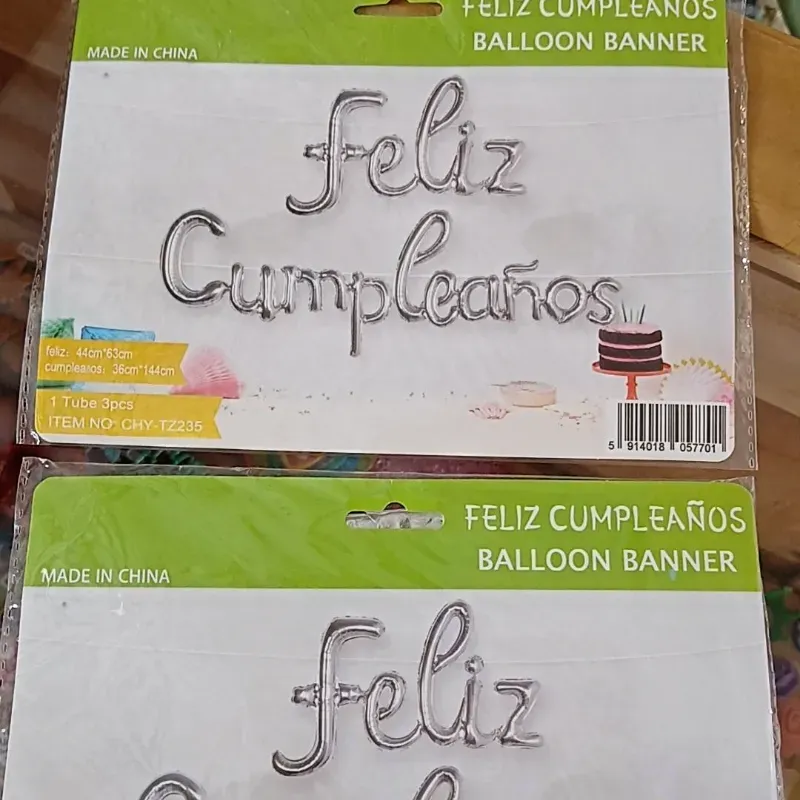 FELIZ CUMPLEAÑOS
BALLOON BANNER
MADE IN CHINA
feliz
Cumpleaños
feliz: 44cm*63cm
cumpleaños: 36cm*144cm
1 Tube 3pcs
ITEM NO: CHY-TZ235
5 914018 057701
FELIZ CUMPLEAÑOS
BALLOON BANNER
MADE IN CHINA
feliz